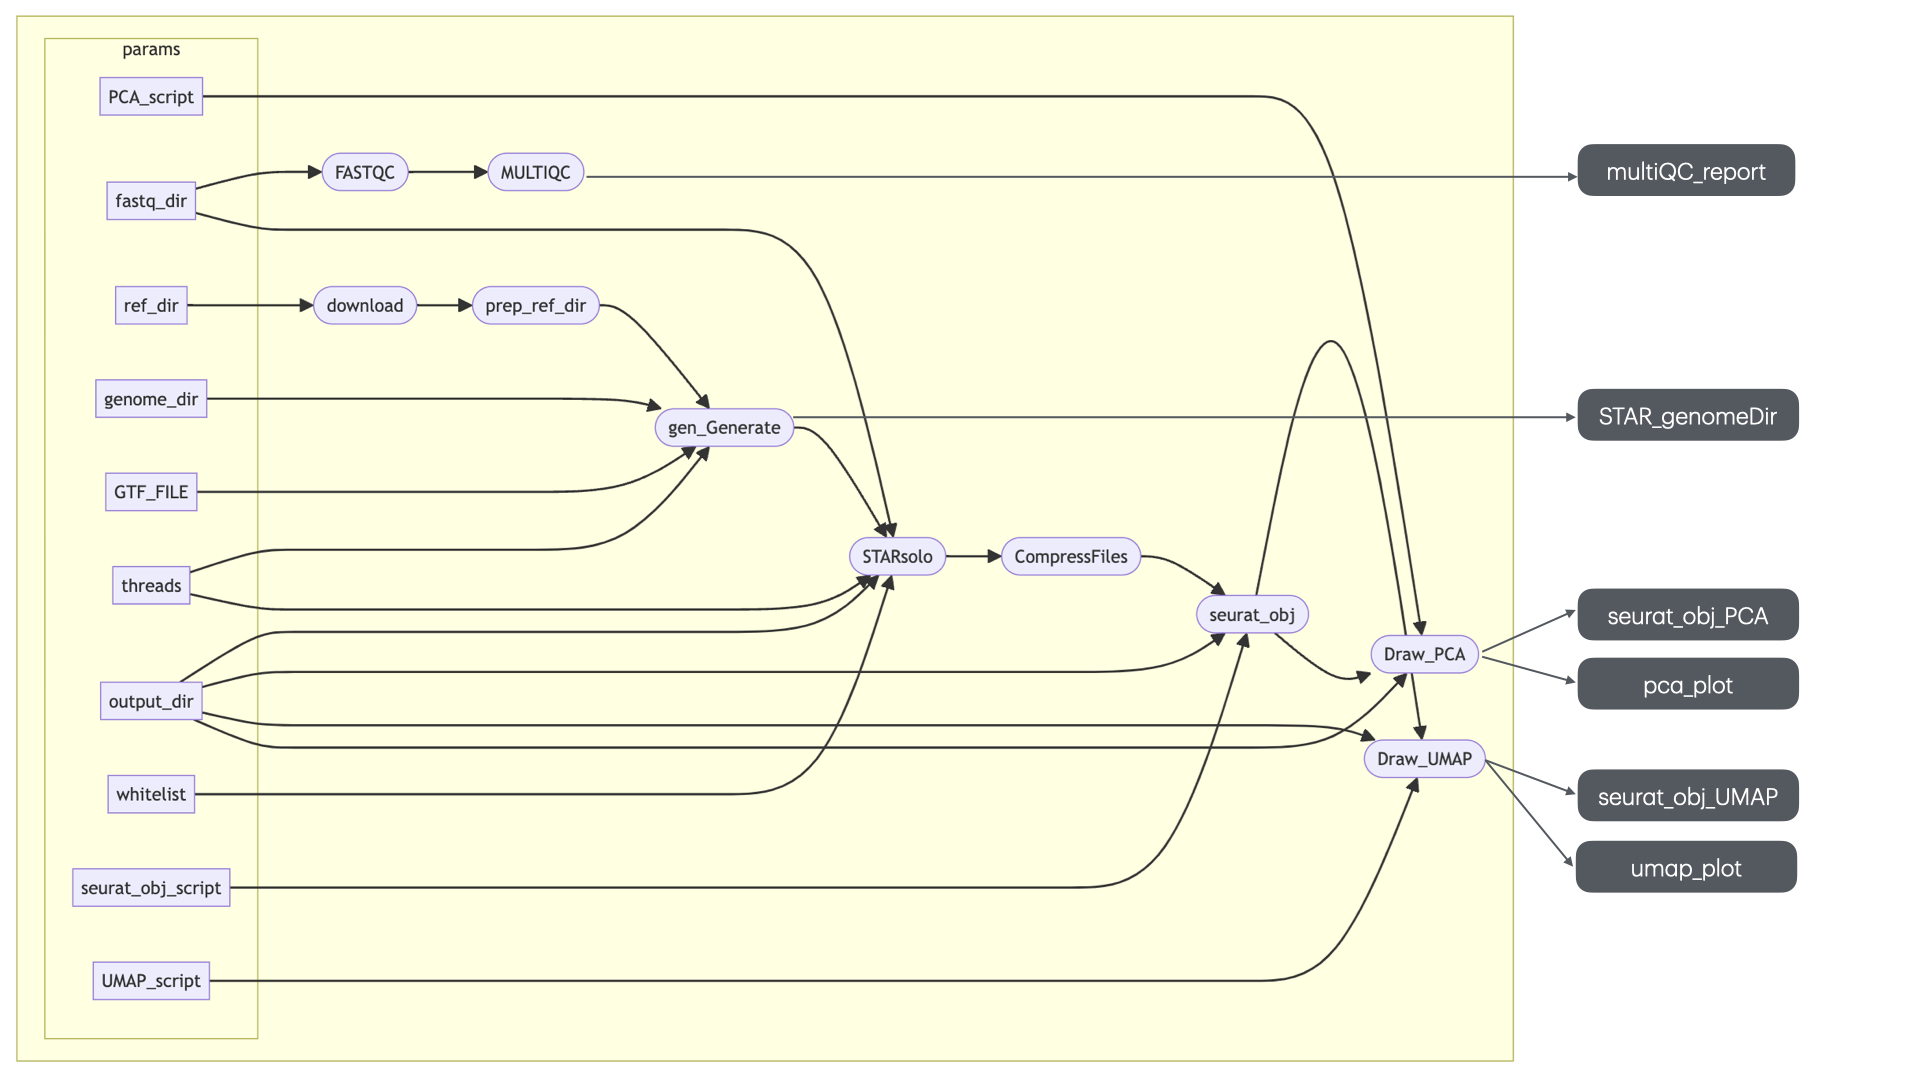 params
PCA_script
fastq_dir
FASTQC
MULTIQC
multiQC_report
ref_dir
download
prep_ref_dir
genome_dir
gen_Generate
STAR_genomeDir
GTF_FILE
threads
STARsolo
CompressFiles
seurat_obj
seurat_obj_PCA
output_dir
Draw_PCA
pca_plot
whitelist
Draw_UMAP
seurat_obj_UMAP
seurat_obj_script
umap_plot
UMAP_script